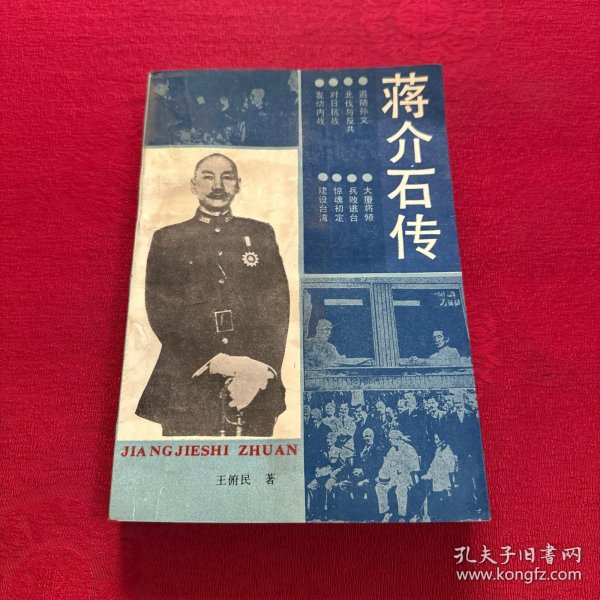 蒋介石传
追随孙文
北伐与反共
对日抗战
发动内战
大厦将倾
兵败逃台
惊魂初定
建设台湾
JIANGJIESHI ZHUAN
王俯民 著
孔夫子旧书网
www.kongfz.com